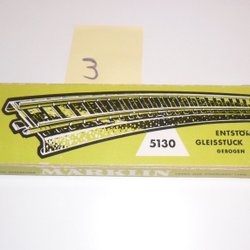 3
5130
ENTSTÖR
GLEISSTÜCK
GEBOGEN
MÄRKLIN